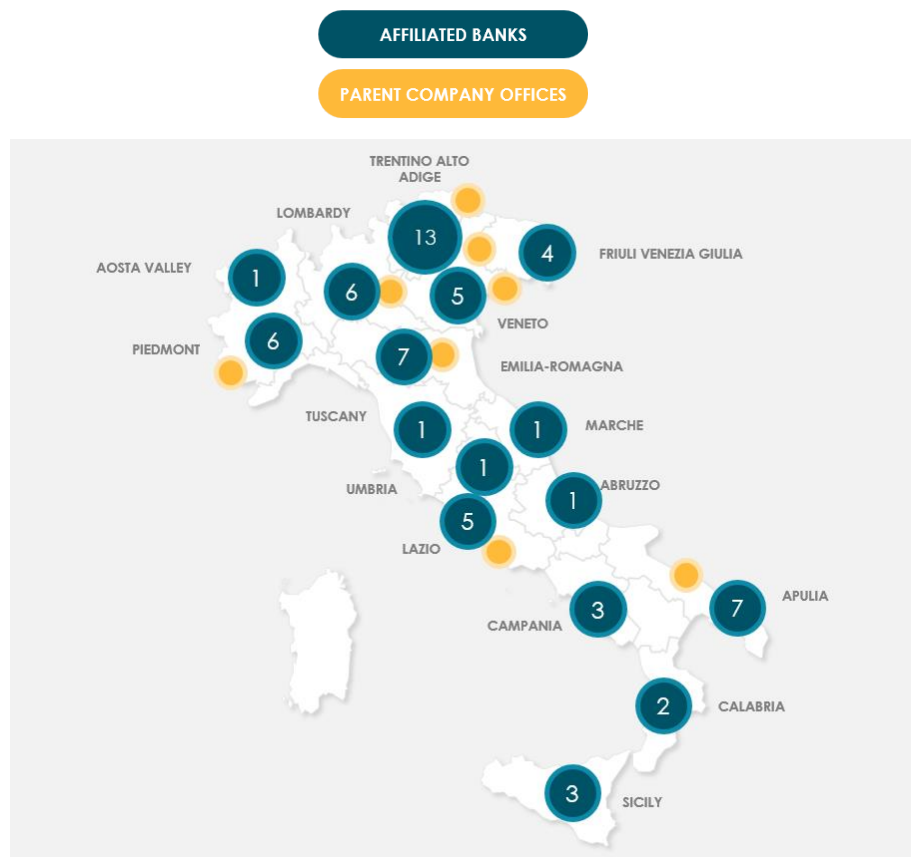 AFFILIATED BANKS
PARENT COMPANY OFFICES
TRENTINO ALTO
ADIGE
LOMBARDY
13
4
FRIULI VENEZIA GIULIA
AOSTA VALLEY
1
6
5
VENETO
6
PIEDMONT
7
EMILIA-ROMAGNA
TUSCANY
1
1
MARCHE
1
UMBRIA
1
ABRUZZO
5
LAZIO
3
CAMPANIA
7
APULIA
2
CALABRIA
3
SICILY